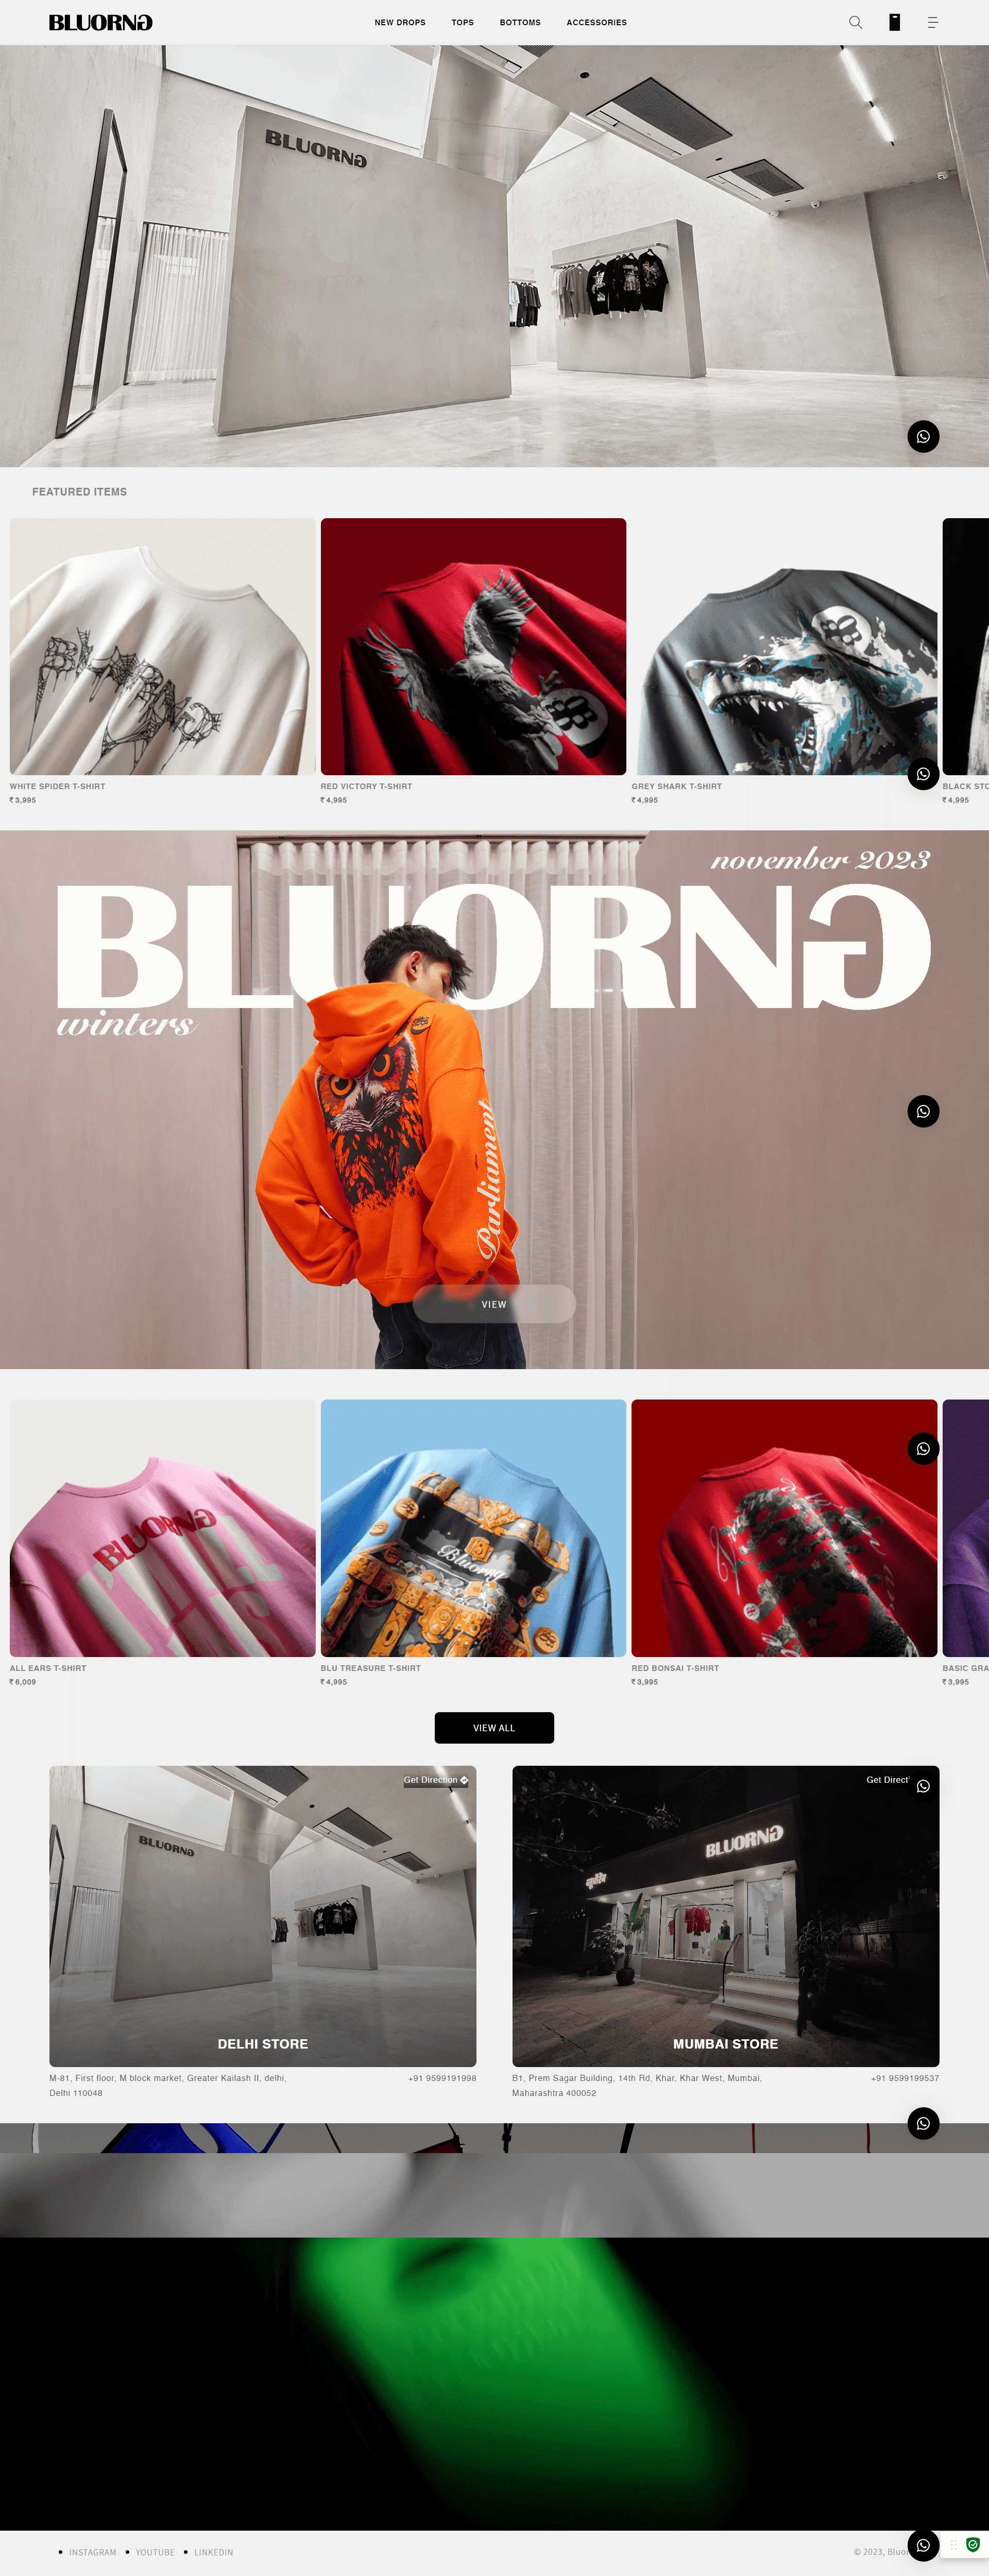 BLUORNG
NEW DROPS TOPS BOTTOMS ACCESSORIES
BLUORNG
FEATURED ITEMS
WHITE SPIDER T-SHIRT
₹ 3,995
RED VICTORY T-SHIRT
₹ 4,995
GREY SHARK T-SHIRT
₹ 4,995
BLACK STO
₹ 4,995
november 2023
BLUORNG
winters
Parliament
VIEW
BLUORNG
Bluorng
ALL EARS T-SHIRT
₹ 6,009
BLU TREASURE T-SHIRT
₹ 4,995
RED BONSAI T-SHIRT
₹ 3,995
BASIC GRA
₹ 3,995
VIEW ALL
Get Direction
BLUORNG
DELHI STORE
Get Direct
BLUORNG
MUMBAI STORE
M-81, First floor, M block market, Greater Kailash II, delhi,
Delhi 110048
+91 9599191998
B1, Prem Sagar Building, 14th Rd, Khar, Khar West, Mumbai,
Maharashtra 400052
+91 9599199537
INSTAGRAM YOUTUBE LINKEDIN
© 2023, Bluor